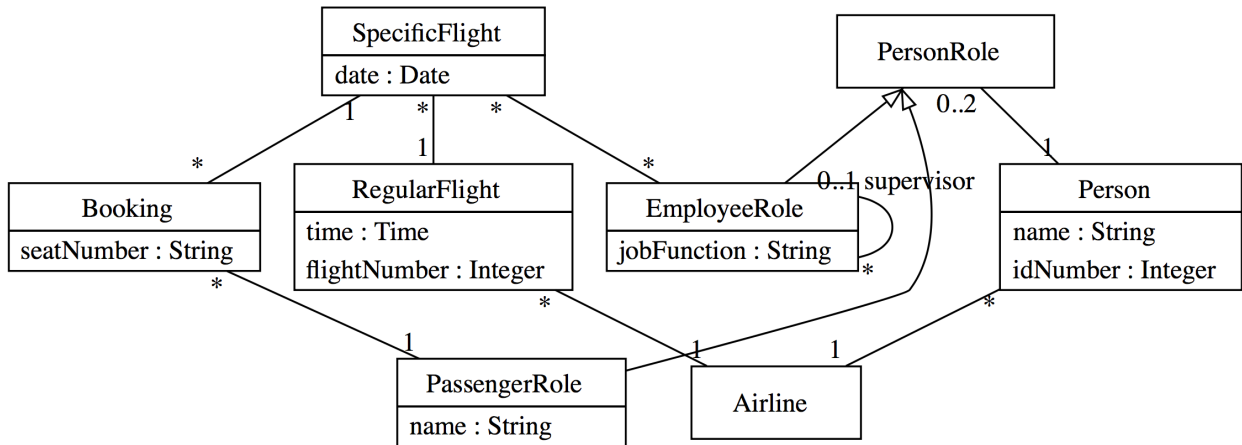 SpecificFlight
date : Date
PersonRole
1
*
*
0..2
*
1
*
1
Booking
seatNumber : String
RegularFlight
time : Time
flightNumber : Integer
EmployeeRole
jobFunction : String
0..1 supervisor
*
Person
name : String
idNumber : Integer
*
*
*
1
1
1
PassengerRole
name : String
Airline